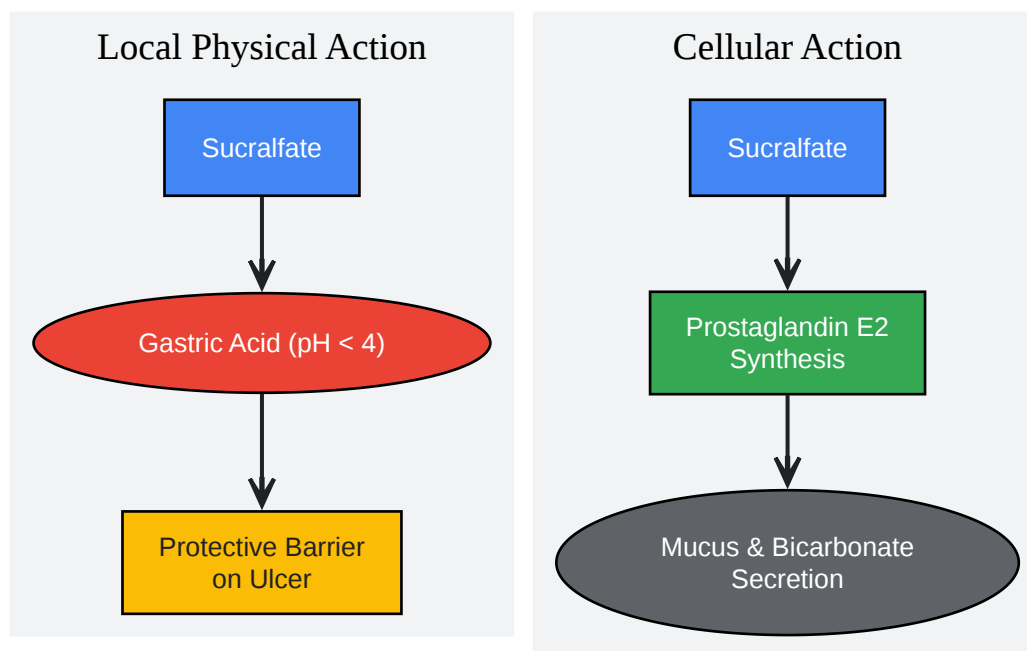 Local Physical Action
Sucralfate
Gastric Acid (pH < 4)
Protective Barrier
on Ulcer
Cellular Action
Sucralfate
Prostaglandin E2
Synthesis
Mucus & Bicarbonate
Secretion